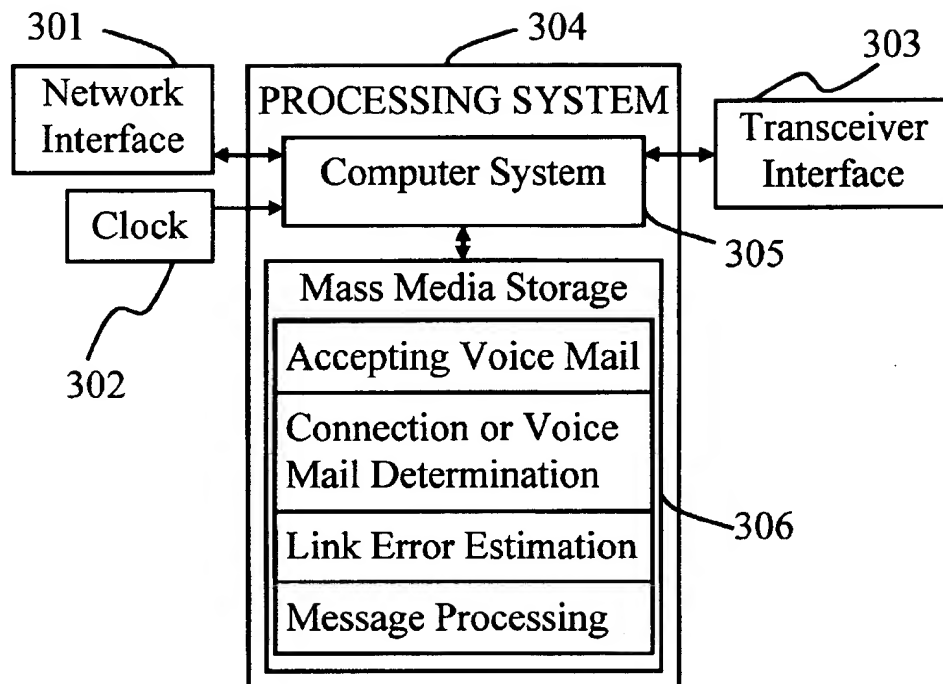 301
304
303
Network
Interface
PROCESSING SYSTEM
Transceiver
Interface
Computer System
Clock
305
302
Mass Media Storage
Accepting Voice Mail
Connection or Voice
Mail Determination
306
Link Error Estimation
Message Processing